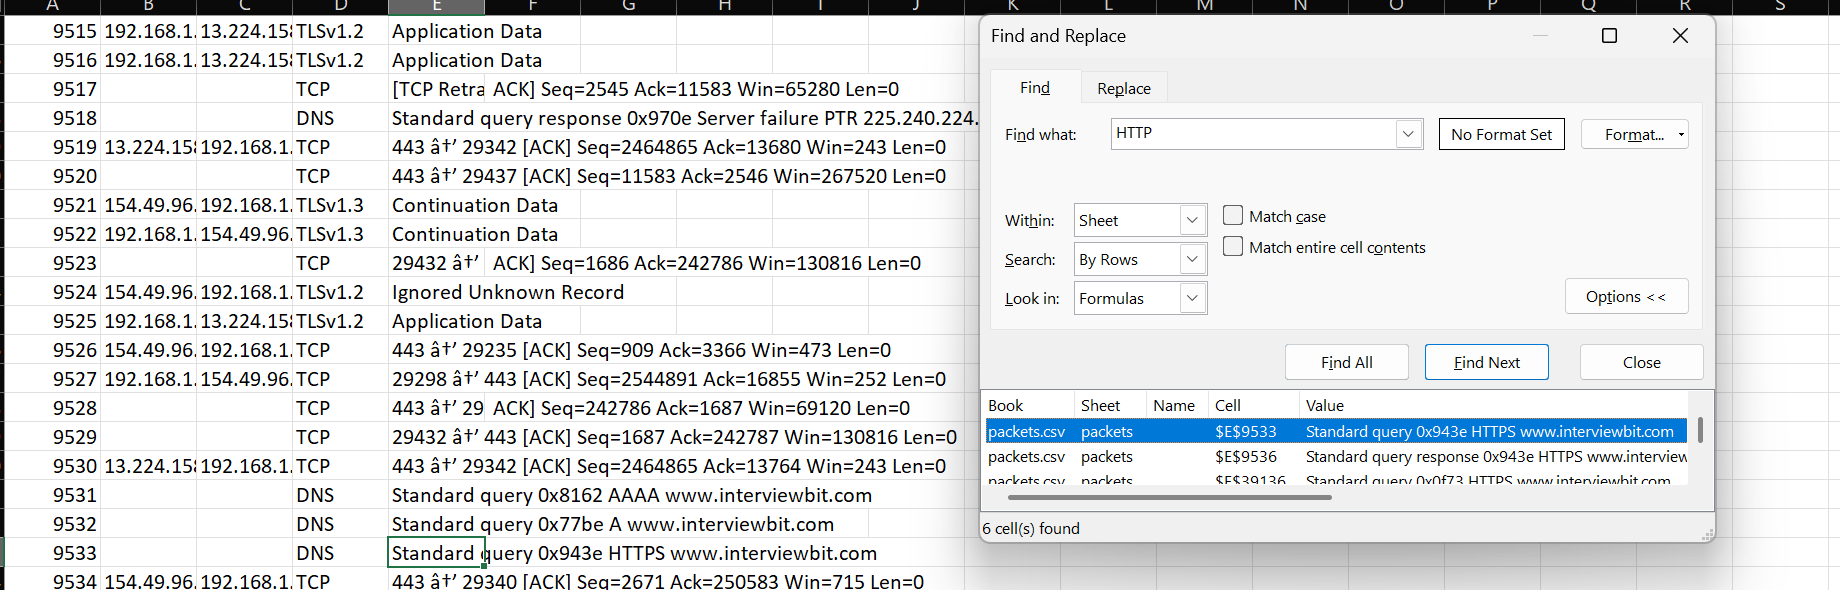 A B C D E F G H I J K L M N O P Q R S
9515 192.168.1. 13.224.158 TLSv1.2 Application Data
9516 192.168.1. 13.224.158 TLSv1.2 Application Data
9517 TCP [TCP Retra ACK] Seq=2545 Ack=11583 Win=65280 Len=0
9518 DNS Standard query response 0x970e Server failure PTR 225.240.224.
9519 13.224.158 192.168.1. TCP 443 â†’ 29342 [ACK] Seq=2464865 Ack=13680 Win=243 Len=0
9520 TCP 443 â†’ 29437 [ACK] Seq=11583 Ack=2546 Win=267520 Len=0
9521 154.49.96. 192.168.1. TLSv1.3 Continuation Data
9522 192.168.1. 154.49.96. TLSv1.3 Continuation Data
9523 TCP 29432 â†’ ACK] Seq=1686 Ack=242786 Win=130816 Len=0
9524 154.49.96. 192.168.1. TLSv1.2 Ignored Unknown Record
9525 192.168.1. 13.224.158 TLSv1.2 Application Data
9526 154.49.96. 192.168.1. TCP 443 â†’ 29235 [ACK] Seq=909 Ack=3366 Win=473 Len=0
9527 192.168.1. 154.49.96. TCP 29298 â†’ 443 [ACK] Seq=2544891 Ack=16855 Win=252 Len=0
9528 TCP 443 â†’ 29 ACK] Seq=242786 Ack=1687 Win=69120 Len=0
9529 TCP 29432 â†’ 443 [ACK] Seq=1687 Ack=242787 Win=130816 Len=0
9530 13.224.158 192.168.1. TCP 443 â†’ 29342 [ACK] Seq=2464865 Ack=13764 Win=243 Len=0
9531 DNS Standard query 0x8162 AAAA www.interviewbit.com
9532 DNS Standard query 0x77be A www.interviewbit.com
9533 DNS Standard query 0x943e HTTPS www.interviewbit.com
9534 154.49.96. 192.168.1. TCP 443 â†’ 29340 [ACK] Seq=2671 Ack=250583 Win=715 Len=0
Find and Replace
Find Replace
Find what: HTTP No Format Set Format...
Within: Sheet Match case
Match entire cell contents
Search: By Rows
Look in: Formulas Options <<
Find All Find Next Close
Book Sheet Name Cell Value
packets.csv packets $E$9533 Standard query 0x943e HTTPS www.interviewbit.com
packets.csv packets $E$9536 Standard query response 0x943e HTTPS www.interview
packets.csv packets $E$39136 Standard query 0x0f73 HTTPS www.interviewbit.com
6 cell(s) found